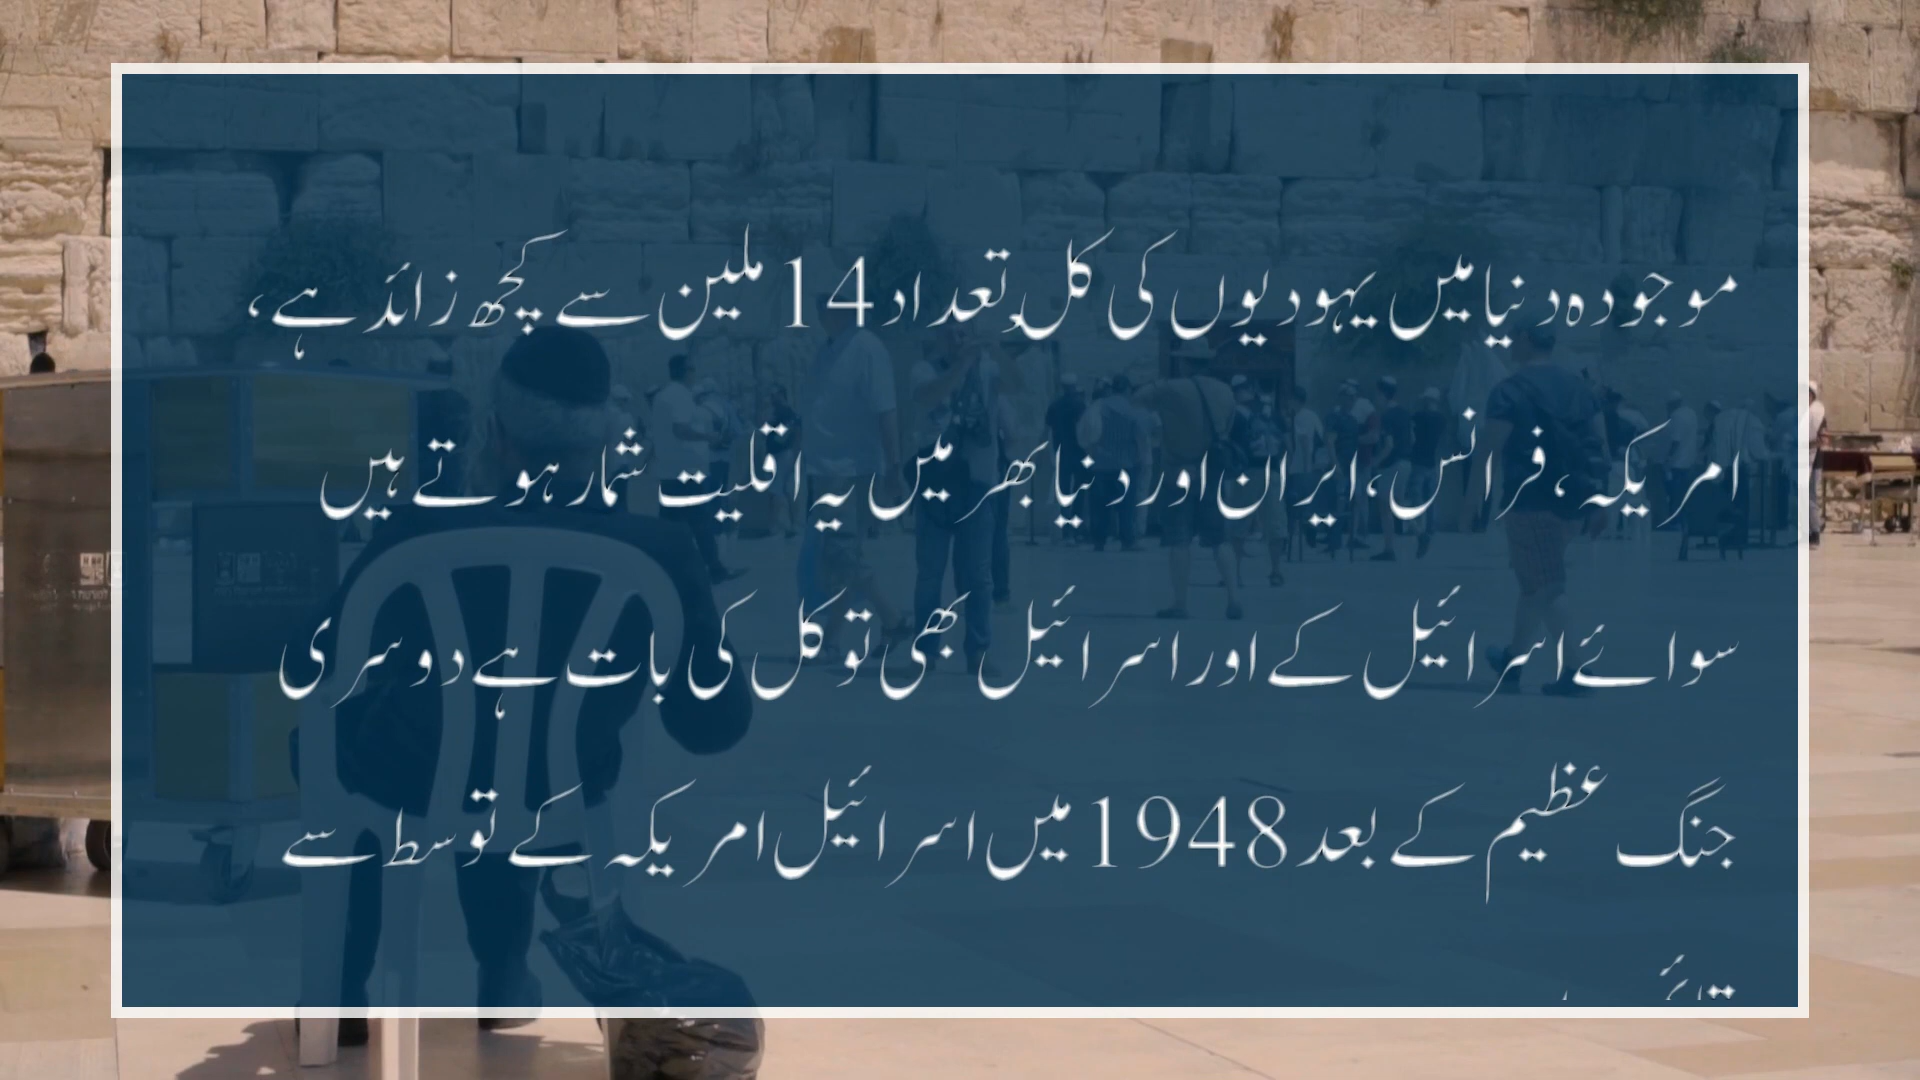 موجودہ دنیا میں یہودیوں کی کل تعداد 14 ملین سے کچھ زائد ہے،
امریکہ، فرانس، ایران اور دنیا بھر میں یہ اقلیت شمار ہوتے ہیں
سوائے اسرائیل کے اور اسرائیل بھی تو کل کی بات ہے دوسری
جنگ عظیم کے بعد 1948 میں اسرائیل امریکہ کے توسط سے